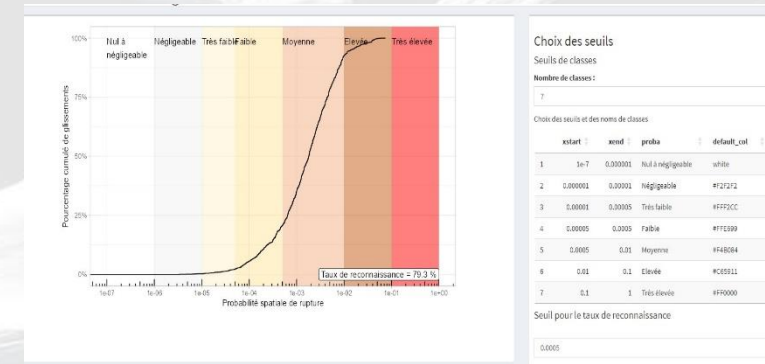 Nul à négligeable
Négligeable
Très faible
Faible
Moyenne
Elevée
Très élevée
100%
75%
50%
25%
0%
Pourcentage cumulé de glissements
Taux de reconnaissance = 79.3 %
1e-07 1e-06 1e-05 1e-04 1e-03 1e-02 1e-01 1e+00
Probabilité spatiale de rupture
Choix des seuils
Seuils de classes
Nombre de classes :
7
Choix des seuils et des noms de classes
xstart xend proba default_col
1 1e-7 0.000001 Nul à négligeable white
2 0.000001 0.00001 Négligeable #F2F2F2
3 0.00001 0.00005 Très faible #FFF2CC
4 0.00005 0.0005 Faible #FFE699
5 0.0005 0.01 Moyenne #F4B084
6 0.01 0.1 Elevée #C65911
7 0.1 1 Très élevée #FF0000
Seuil pour le taux de reconnaissance
0.0005